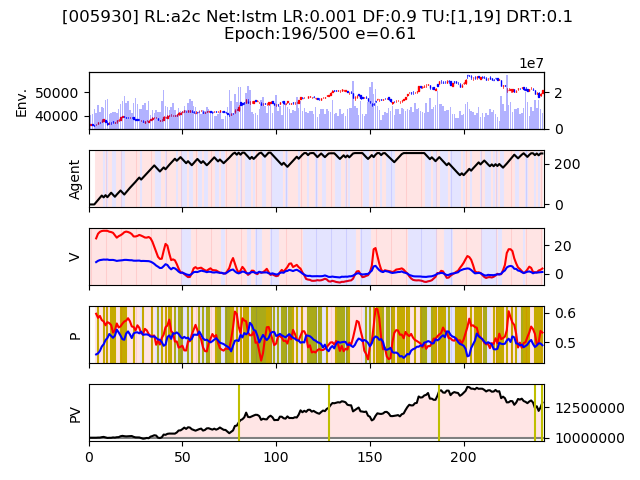 [005930] RL:a2c Net:lstm LR:0.001 DF:0.9 TU:[1,19] DRT:0.1
Epoch:196/500 e=0.61
1e7
Env.
50000
40000
2
0
Agent
200
0
V
20
0
P
0.6
0.5
PV
12500000
10000000
0 50 100 150 200